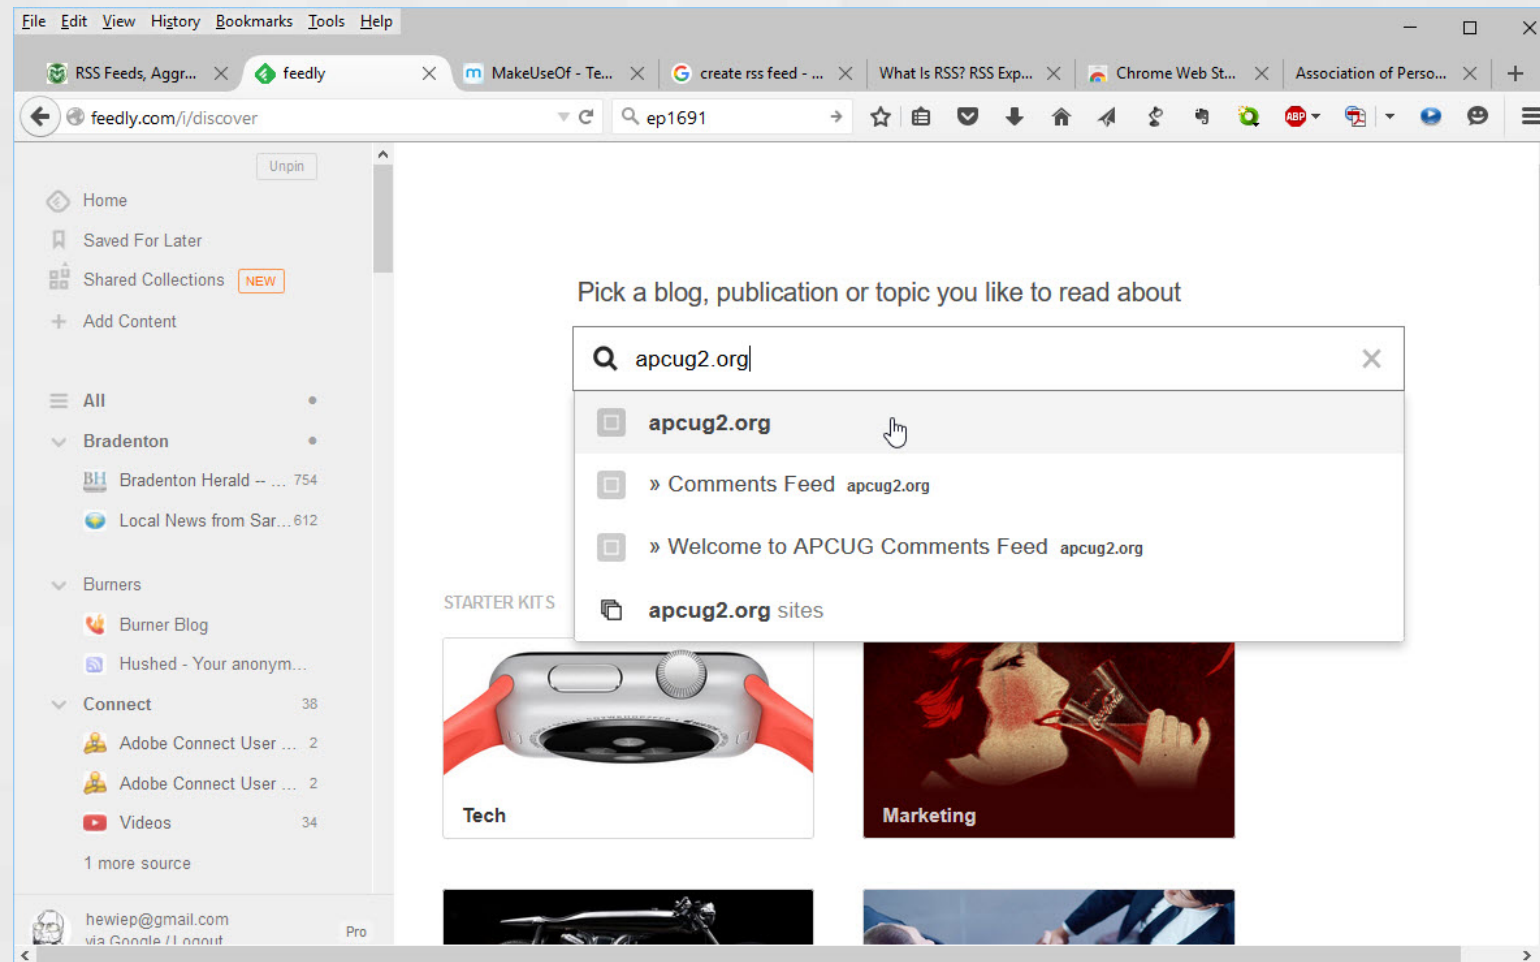 File Edit View History Bookmarks Tools Help
RSS Feeds, Aggr... feedly MakeUseOf - Te... create rss feed - ... What Is RSS? RSS Exp... Chrome Web St... Association of Perso...
feedly.com/i/discover ep1691 ABP
Unpin
Home
Saved For Later
Shared Collections NEW
Add Content
All
Bradenton
BH Bradenton Herald -- ... 754
Local News from Sar... 612
Burners
Burner Blog
Hushed - Your anonym...
Connect 38
Adobe Connect User ... 2
Adobe Connect User ... 2
Videos 34
1 more source
hewiep@gmail.com
via Google / Logout
Pro
Pick a blog, publication or topic you like to read about
apcug2.org
apcug2.org
» Comments Feed apcug2.org
» Welcome to APCUG Comments Feed apcug2.org
apcug2.org sites
STARTER KITS
Tech
Marketing